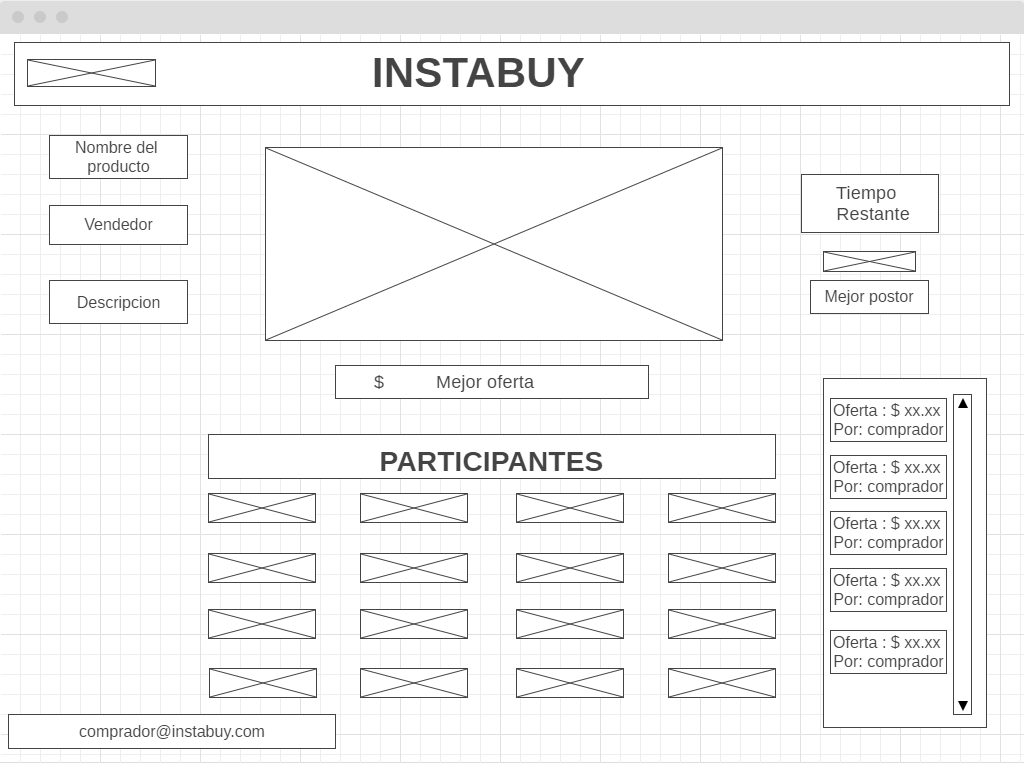 INSTABUY
Nombre del
producto
Vendedor
Descripcion
Tiempo
Restante
Mejor postor
$ Mejor oferta
PARTICIPANTES
Oferta : $ xx.xx
Por: comprador
Oferta : $ xx.xx
Por: comprador
Oferta : $ xx.xx
Por: comprador
Oferta : $ xx.xx
Por: comprador
Oferta : $ xx.xx
Por: comprador
comprador@instabuy.com